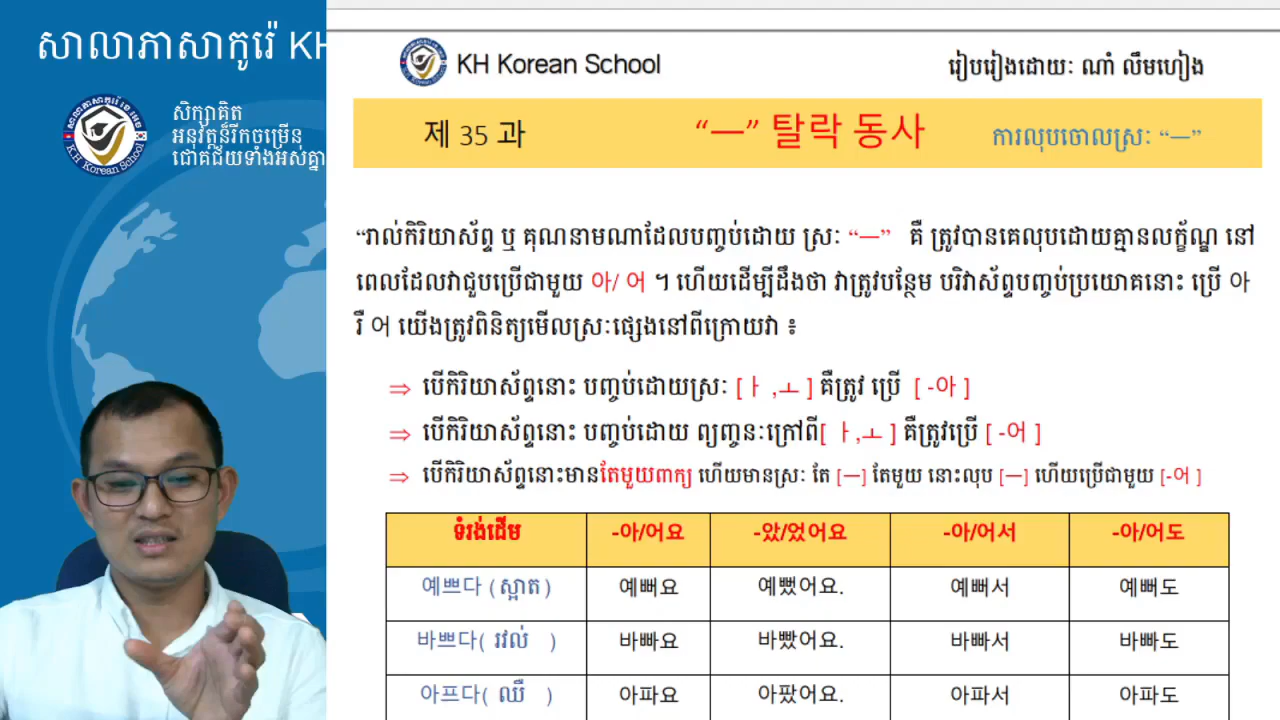 សាលាភាសាកូរ៉េ KH
សិក្សាគិត
អនុវត្តន៏រីកចម្រើន
ជោគជ័យទាំងអស់គ្នា
KH Korean School
រៀបរៀងដោយៈ ណាំ លឹមហៀង
제 35 과
“ㅡ” 탈락 동사
ការលុបចោលស្រៈ “ㅡ”
“រាល់កិរិយាស័ព្ទ ឬ គុណនាមណាដែលបញ្ចប់ដោយ ស្រៈ “ㅡ” គឺ ត្រូវបានគេលុបដោយគ្មានលក្ខ័ណ្ឌ នៅ
ពេលដែលវាជួបប្រើជាមួយ 아/ 어 ។ ហើយដើម្បីដឹងថា វាត្រូវបន្ថែម បរិវាស័ព្ទបញ្ចប់ប្រយោគនោះ ប្រើ 아
រឺ 어 យើងត្រូវពិនិត្យមើលស្រៈផ្សេងនៅពីក្រោយវា ៖
⇒ បើកិរិយាស័ព្ទនោះ បញ្ចប់ដោយស្រៈ [ㅏ,ㅗ ] គឺត្រូវ ប្រើ [ -아 ]
⇒ បើកិរិយាស័ព្ទនោះ បញ្ចប់ដោយ ព្យញ្ចនៈក្រៅពី[ ㅏ,ㅗ ] គឺត្រូវប្រើ [ -어 ]
⇒ បើកិរិយាស័ព្ទនោះមានតែមួយពាក្យ ហើយមានស្រៈ តែ [ㅡ] តែមួយ នោះលុប [ㅡ] ហើយប្រើជាមួយ [-어 ]
ទំរង់ដើម -아/어요 -았/었어요 -아/어서 -아/어도
예쁘다 (ស្អាត) 예뻐요 예뻤어요. 예뻐서 예뻐도
바쁘다( រវល់ ) 바빠요 바빴어요. 바빠서 바빠도
아프다( ឈឺ ) 아파요 아팠어요. 아파서 아파도